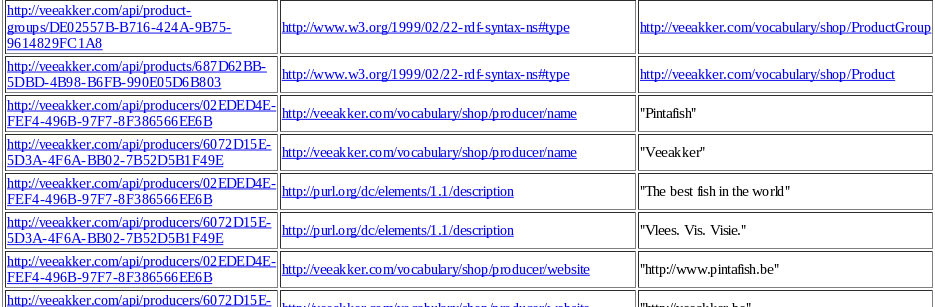 http://veeakker.com/api/product-
groups/DE02557B-B716-424A-9B75-
9614829FC1A8
http://www.w3.org/1999/02/22-rdf-syntax-ns#type
http://veeakker.com/vocabulary/shop/ProductGroup
http://veeakker.com/api/products/687D62BB-
5DBD-4B98-B6FB-990E05D6B803
http://www.w3.org/1999/02/22-rdf-syntax-ns#type
http://veeakker.com/vocabulary/shop/Product
http://veeakker.com/api/producers/02EDED4E-
FEF4-496B-97F7-8F386566EE6B
http://veeakker.com/vocabulary/shop/producer/name
"Pintafish"
http://veeakker.com/api/producers/6072D15E-
5D3A-4F6A-BB02-7B52D5B1F49E
http://veeakker.com/vocabulary/shop/producer/name
"Veeakker"
http://veeakker.com/api/producers/02EDED4E-
FEF4-496B-97F7-8F386566EE6B
http://purl.org/dc/elements/1.1/description
"The best fish in the world"
http://veeakker.com/api/producers/6072D15E-
5D3A-4F6A-BB02-7B52D5B1F49E
http://purl.org/dc/elements/1.1/description
"Vlees. Vis. Visie."
http://veeakker.com/api/producers/02EDED4E-
FEF4-496B-97F7-8F386566EE6B
http://veeakker.com/vocabulary/shop/producer/website
"http://www.pintafish.be"
http://veeakker.com/api/producers/6072D15E-